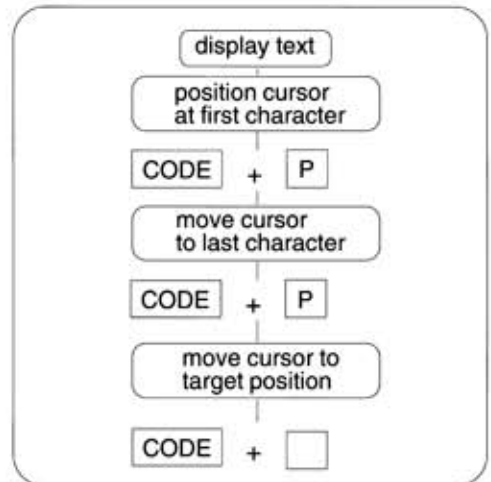 display text
position cursor
at first character
CODE + P
move cursor
to last character
CODE + P
move cursor to
target position
CODE +